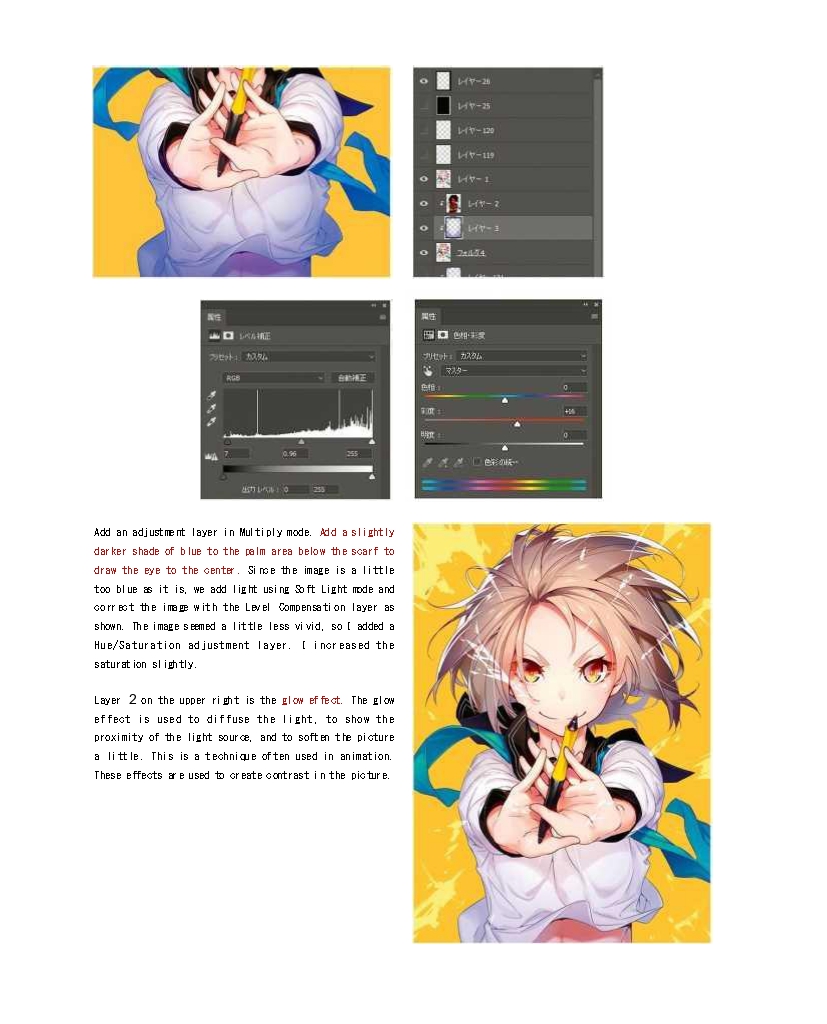 レイヤー26
レイヤー25
レイヤー120
レイヤー119
レイヤー 1
レイヤー 2
レイヤー 3
フォルダ4
属性
レベル補正
プリセット: カスタム
RGB 自動補正
7 0.96 255
出力レベル: 0 255
属性
色相・彩度
プリセット: カスタム
マスター
色相: 0
彩度: +16
明度: 0
色彩の統一
Add an adjustment layer in Multiply mode. Add a slightly
darker shade of blue to the palm area below the scarf to
draw the eye to the center. Since the image is a little
too blue as it is, we add light using Soft Light mode and
correct the image with the Level Compensation layer as
shown. The image seemed a little less vivid, so I added a
Hue/Saturation adjustment layer. I increased the
saturation slightly.
Layer 2 on the upper right is the glow effect. The glow
effect is used to diffuse the light, to show the
proximity of the light source, and to soften the picture
a little. This is a technique often used in animation.
These effects are used to create contrast in the picture.